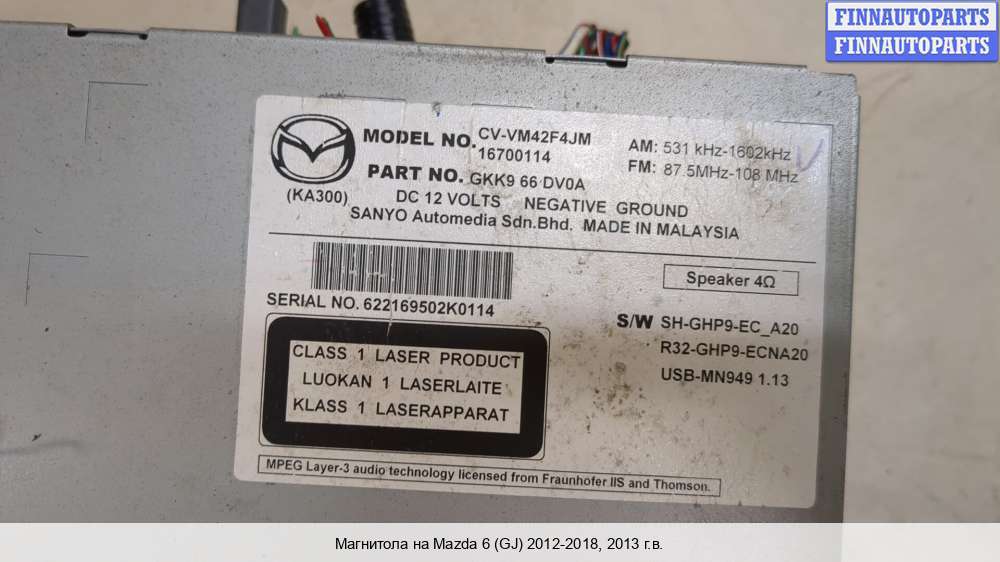 FINNAUTOPARTS
FINNAUTOPARTS
MODEL NO. CV-VM42F4JM
16700114
AM: 531 kHz-1602kHz
FM: 87.5MHz-108 MHz
(KA300)
PART NO. GKK9 66 DV0A
DC 12 VOLTS NEGATIVE GROUND
SANYO Automedia Sdn.Bhd. MADE IN MALAYSIA
Speaker 4Ω
SERIAL NO. 622169502K0114
S/W SH-GHP9-EC_A20
R32-GHP9-ECNA20
USB-MN949 1.13
CLASS 1 LASER PRODUCT
LUOKAN 1 LASERLAITE
KLASS 1 LASERAPPARAT
MPEG Layer-3 audio technology licensed from Fraunhofer IIS and Thomson.
Магнитола на Mazda 6 (GJ) 2012-2018, 2013 г.в.